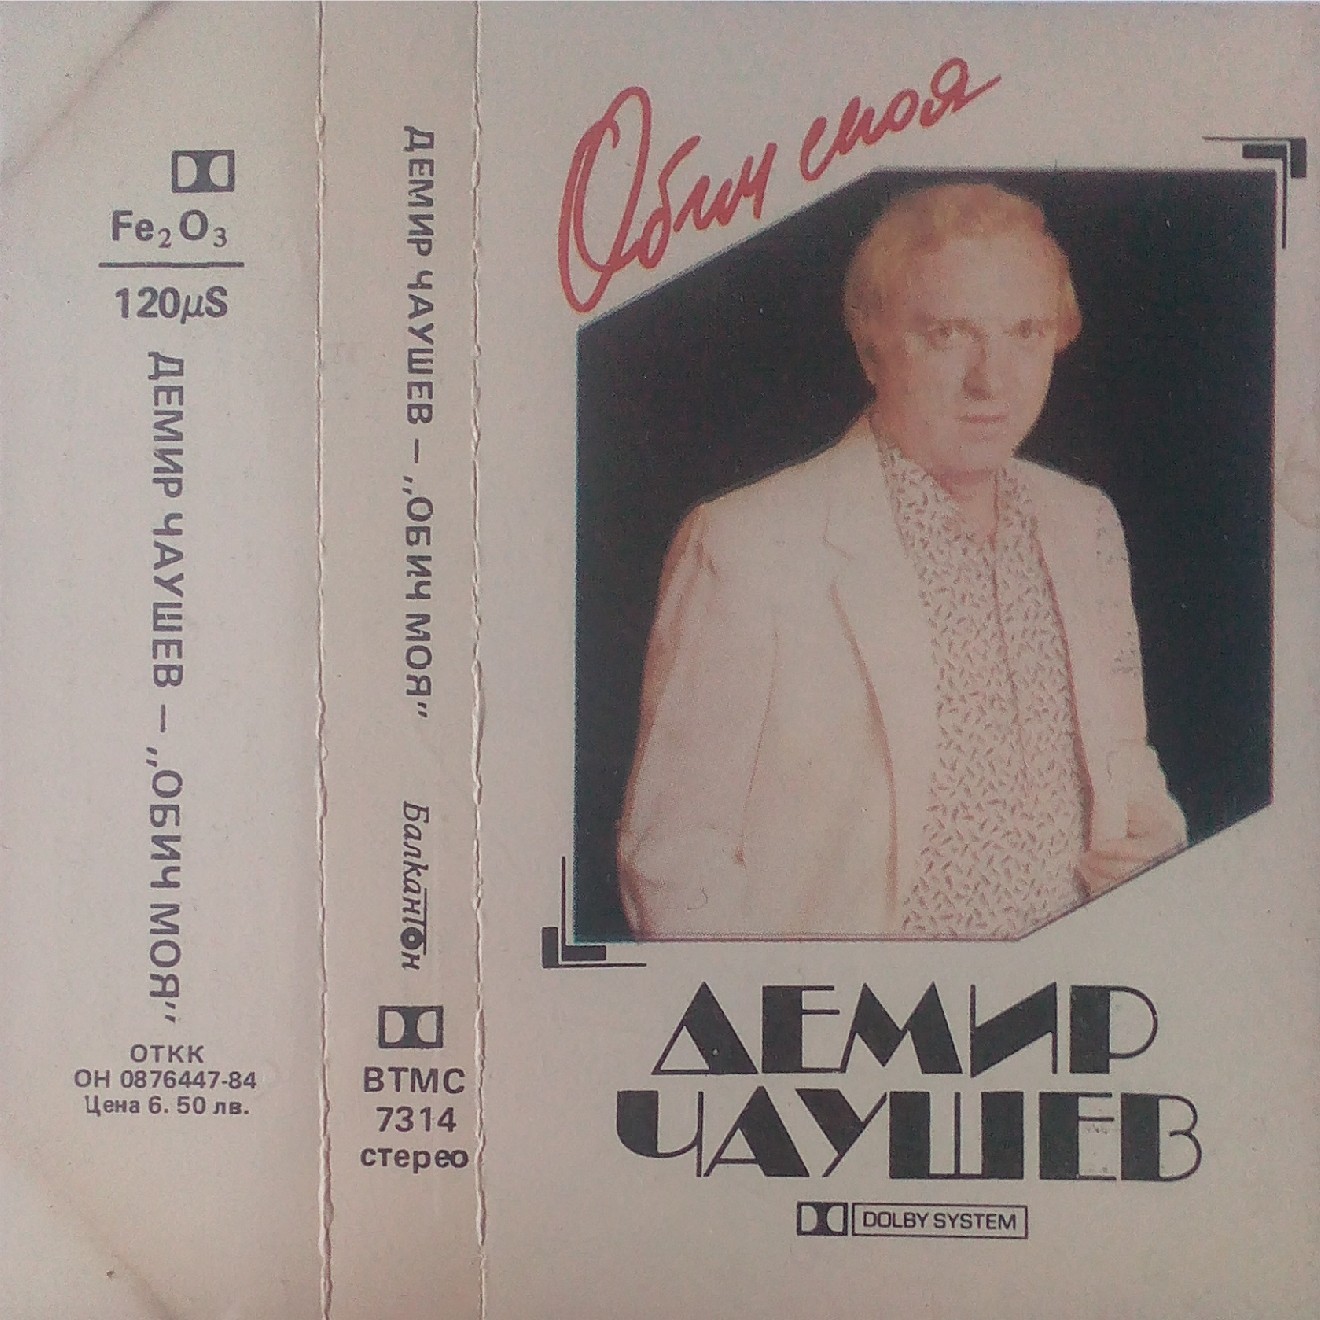 Fe₂O₃
120μS
ДЕМИР ЧАУШЕВ – „ОБИЧ МОЯ”
ОТКК
ОН 0876447-84
Цена 6.50 лв.
ДЕМИР ЧАУШЕВ – „ОБИЧ МОЯ”
Балкантон
ВТМС
7314
стерео
Обич моя
ДЕМИР
ЧАУШЕВ
DOLBY SYSTEM